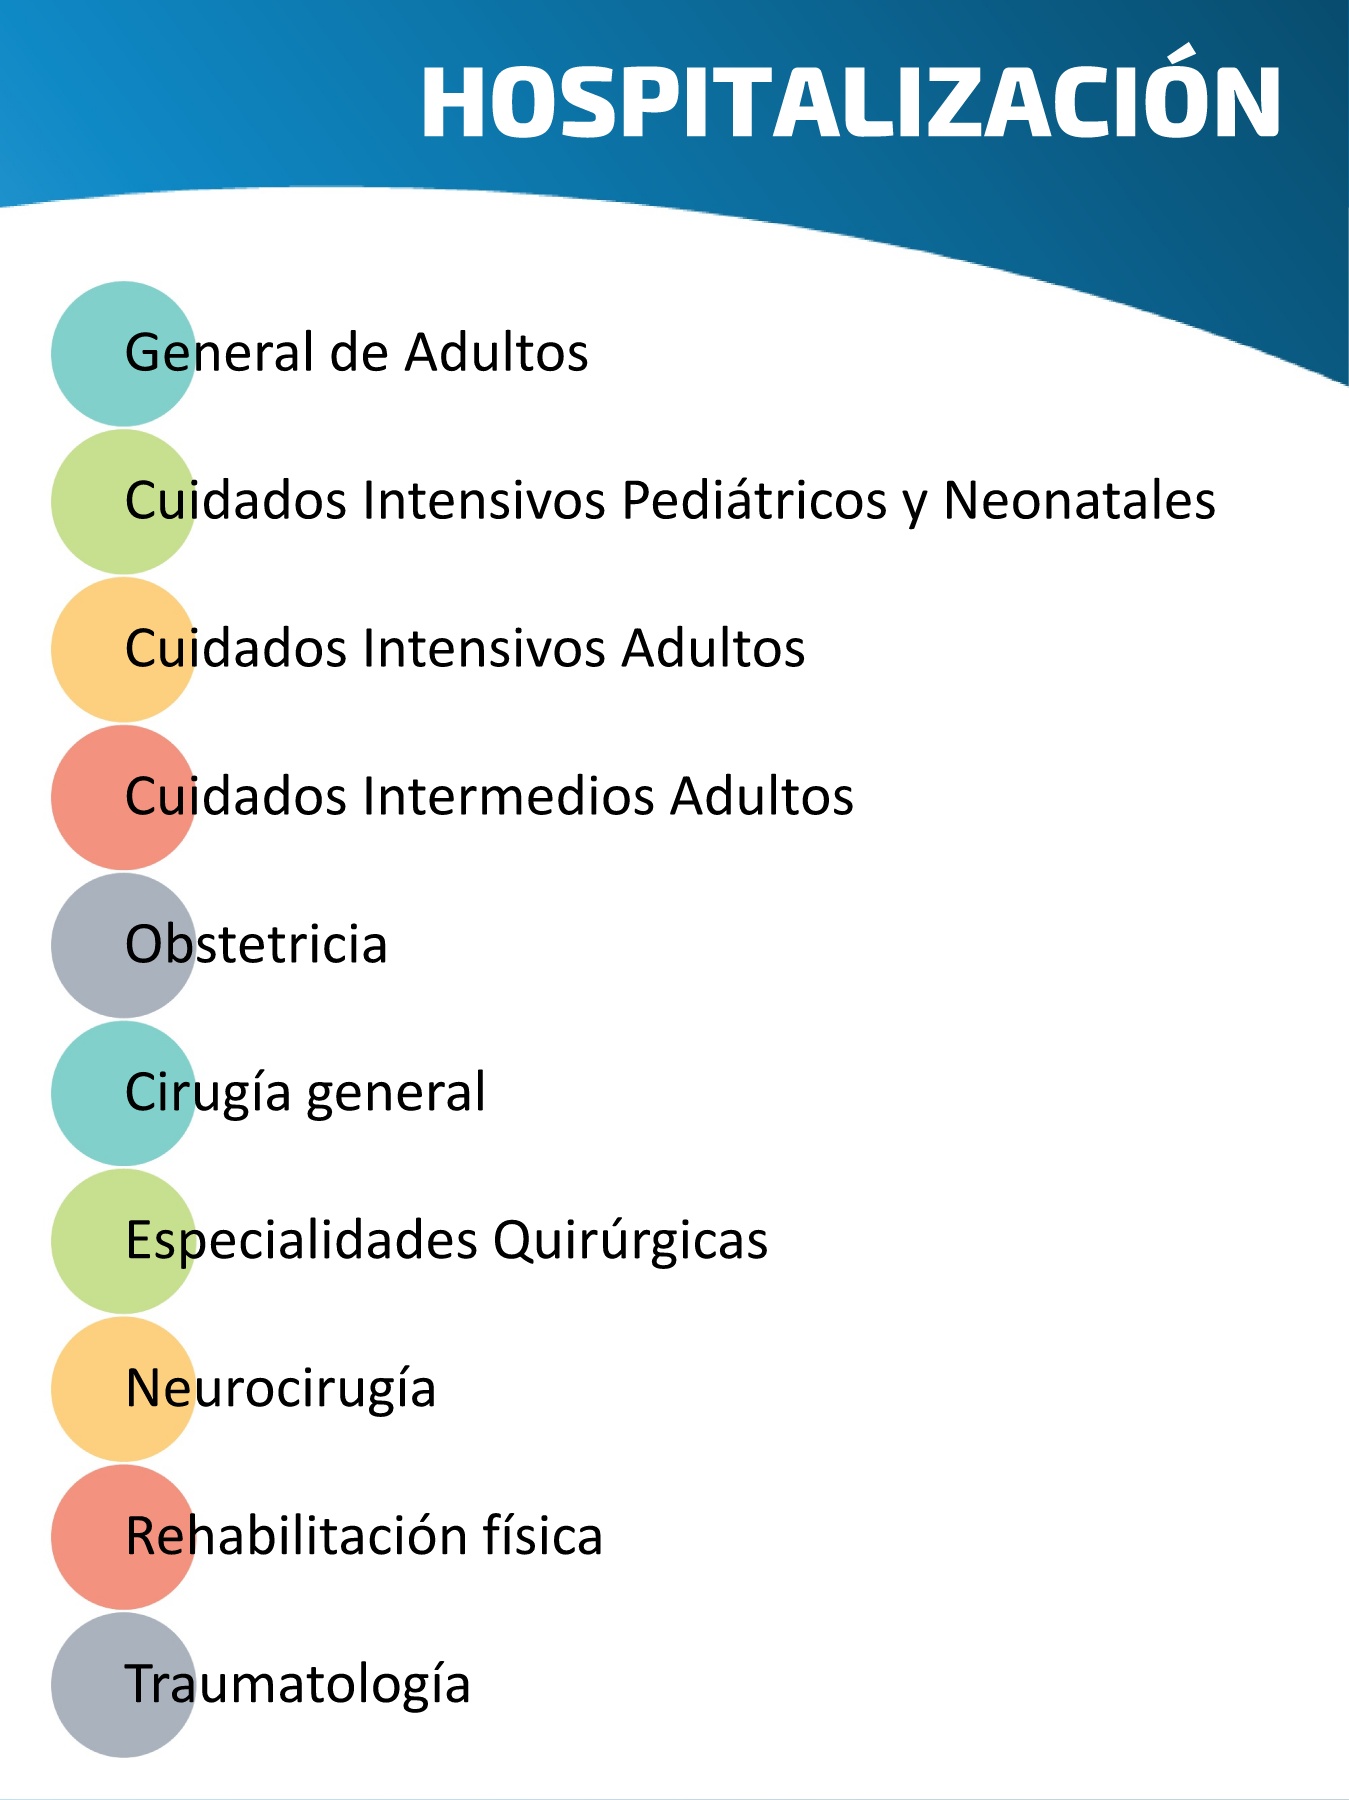 HOSPITALIZACIÓN
General de Adultos
Cuidados Intensivos Pediátricos y Neonatales
Cuidados Intensivos Adultos
Cuidados Intermedios Adultos
Obstetricia
Cirugía general
Especialidades Quirúrgicas
Neurocirugía
Rehabilitación física
Traumatología